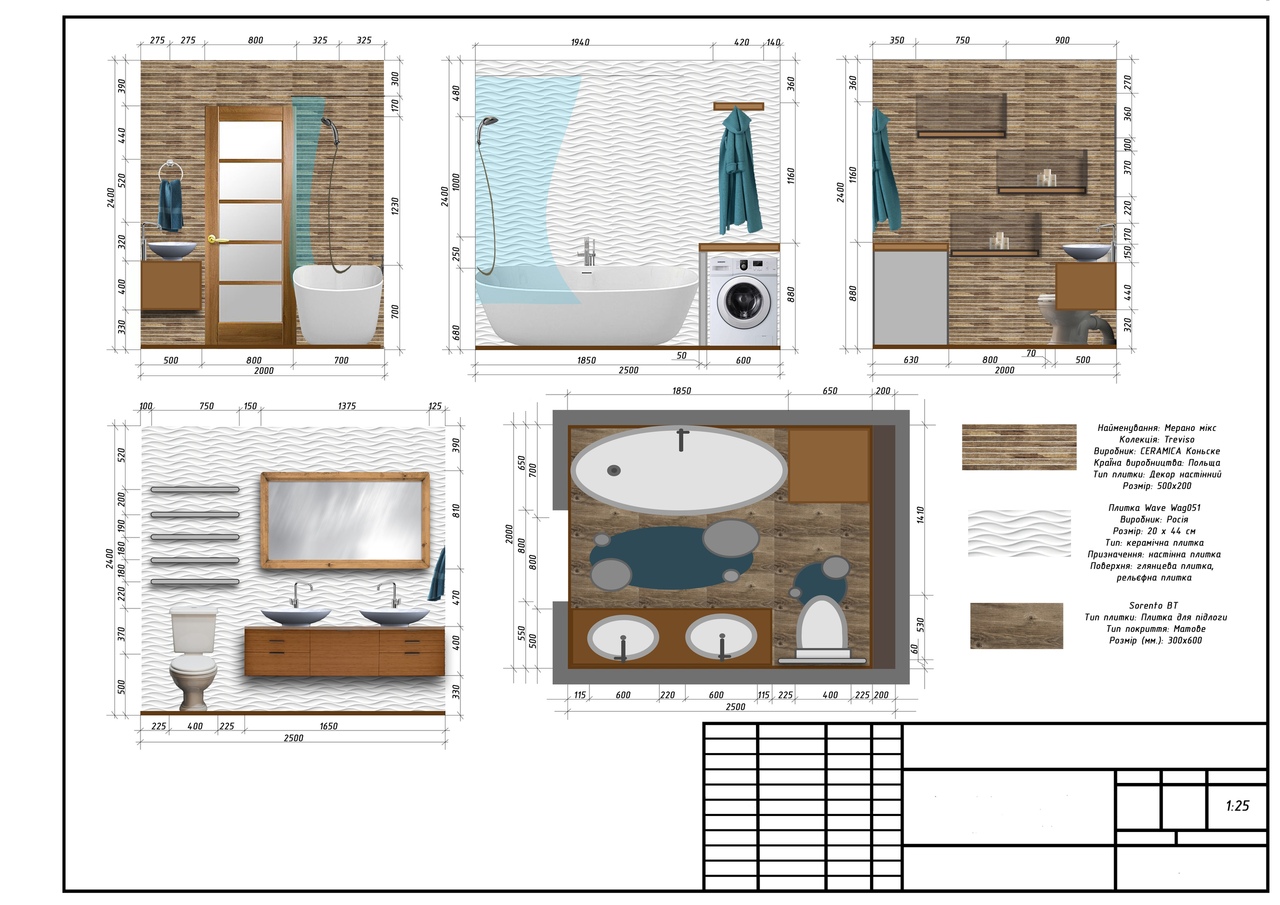 275 275 800 325 325
390 440 520 320 400 330
2400
300 170 1230 700
500 800 700
2000
1940 420 140
480 1000 250 680
2400
360 1160 880
1850 50 600
2500
350 750 900
360 1160 880
2400
270 360 100 370 220 170 150 440 320
630 800 70 500
2000
100 750 150 1375 125
520 200 190 180 180 220 370 500
2400
390 810 470 400 330
225 400 225 1650
2500
1850 650 200
650 800 550
700 800 500
2000
1410 530 60
115 600 220 600 115 225 400 225 200
2500
Найменування: Мерано мікс
Колекція: Treviso
Виробник: CERAMICA Коньске
Країна виробництва: Польща
Тип плитки: Декор настінний
Розмір: 500х200
Плитка Wave Wag051
Виробник: Росія
Розмір: 20 х 44 см
Тип: керамічна плитка
Призначення: настінна плитка
Поверхня: глянцева плитка,
рельєфна плитка
Sorento BT
Тип плитки: Плитка для підлоги
Тип покриття: Матове
Розмір (мм.): 300х600
1:25